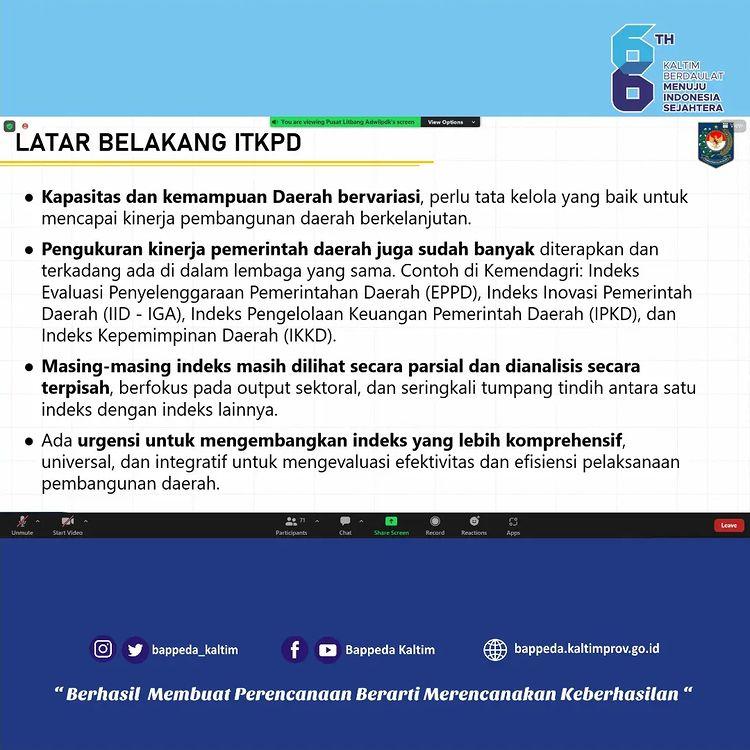 66
TH
KALTIM
BERDAULAT
MENUJU
INDONESIA
SEJAHTERA
You are viewing Pusat Litbang Adwilpdk's screen
View Options
View
LATAR BELAKANG ITKPD
● Kapasitas dan kemampuan Daerah bervariasi, perlu tata kelola yang baik untuk
mencapai kinerja pembangunan daerah berkelanjutan.
● Pengukuran kinerja pemerintah daerah juga sudah banyak diterapkan dan
terkadang ada di dalam lembaga yang sama. Contoh di Kemendagri: Indeks
Evaluasi Penyelenggaraan Pemerintahan Daerah (EPPD), Indeks Inovasi Pemerintah
Daerah (IID - IGA), Indeks Pengelolaan Keuangan Pemerintah Daerah (IPKD), dan
Indeks Kepemimpinan Daerah (IKKD).
● Masing-masing indeks masih dilihat secara parsial dan dianalisis secara
terpisah, berfokus pada output sektoral, dan seringkali tumpang tindih antara satu
indeks dengan indeks lainnya.
● Ada urgensi untuk mengembangkan indeks yang lebih komprehensif,
universal, dan integratif untuk mengevaluasi efektivitas dan efisiensi pelaksanaan
pembangunan daerah.
Unmute
Start Video
71
Participants
Chat
Share Screen
Record
Reactions
Apps
Leave
bappeda_kaltim
Bappeda Kaltim
bappeda.kaltimprov.go.id
“ Berhasil Membuat Perencanaan Berarti Merencanakan Keberhasilan “